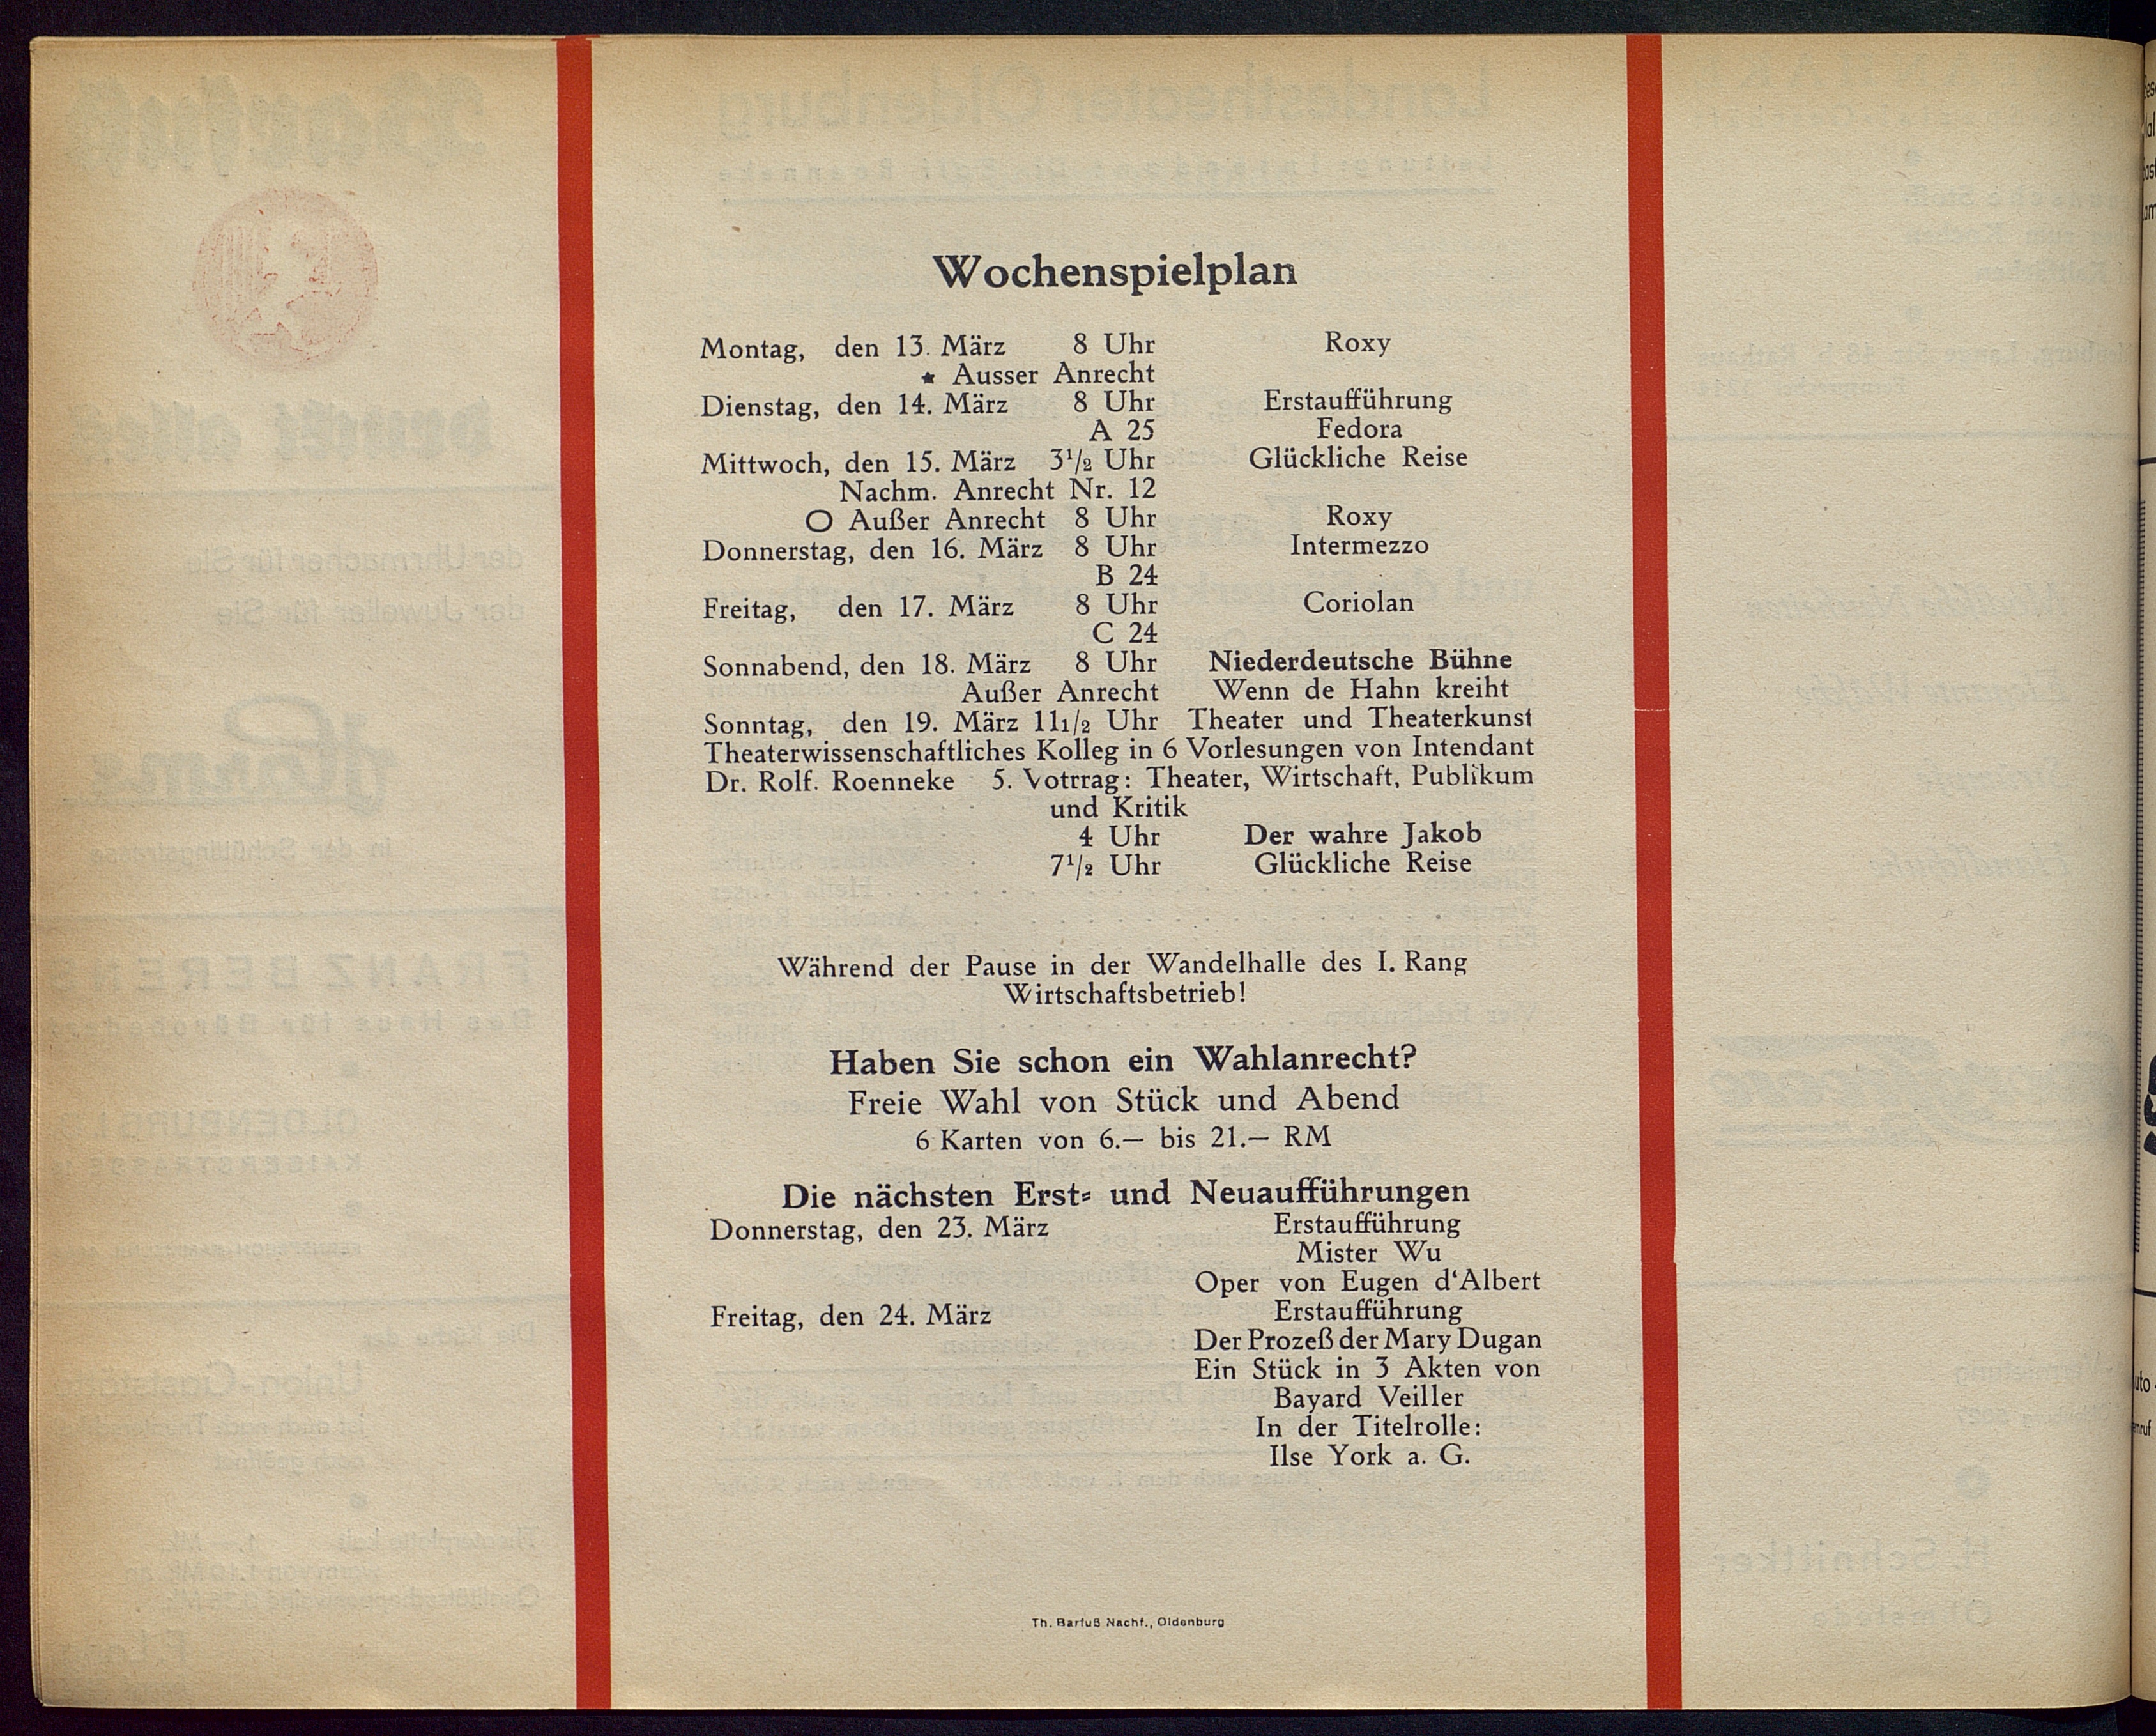 Wochenspielplan
Montag, den 13. März 8 Uhr Roxy
★ Ausser Anrecht
Dienstag, den 14. März 8 Uhr Erstaufführung
A 25 Fedora
Mittwoch, den 15. März 3½ Uhr Glückliche Reise
Nachm. Anrecht Nr. 12
O Außer Anrecht 8 Uhr Roxy
Donnerstag, den 16. März 8 Uhr Intermezzo
B 24
Freitag, den 17. März 8 Uhr Coriolan
C 24
Sonnabend, den 18. März 8 Uhr Niederdeutsche Bühne
Außer Anrecht Wenn de Hahn kreiht
Sonntag, den 19. März 11½ Uhr Theater und Theaterkunst
Theaterwissenschaftliches Kolleg in 6 Vorlesungen von Intendant
Dr. Rolf. Roenneke 5. Votrrag: Theater, Wirtschaft, Publikum
und Kritik
4 Uhr Der wahre Jakob
7½ Uhr Glückliche Reise
Während der Pause in der Wandelhalle des I. Rang
Wirtschaftsbetrieb!
Haben Sie schon ein Wahlanrecht?
Freie Wahl von Stück und Abend
6 Karten von 6.— bis 21.— RM
Die nächsten Erst- und Neuaufführungen
Donnerstag, den 23. März Erstaufführung
Mister Wu
Oper von Eugen d'Albert
Freitag, den 24. März Erstaufführung
Der Prozeß der Mary Dugan
Ein Stück in 3 Akten von
Bayard Veiller
In der Titelrolle:
Ilse York a. G.
Th. Barfuß Nachf., Oldenburg